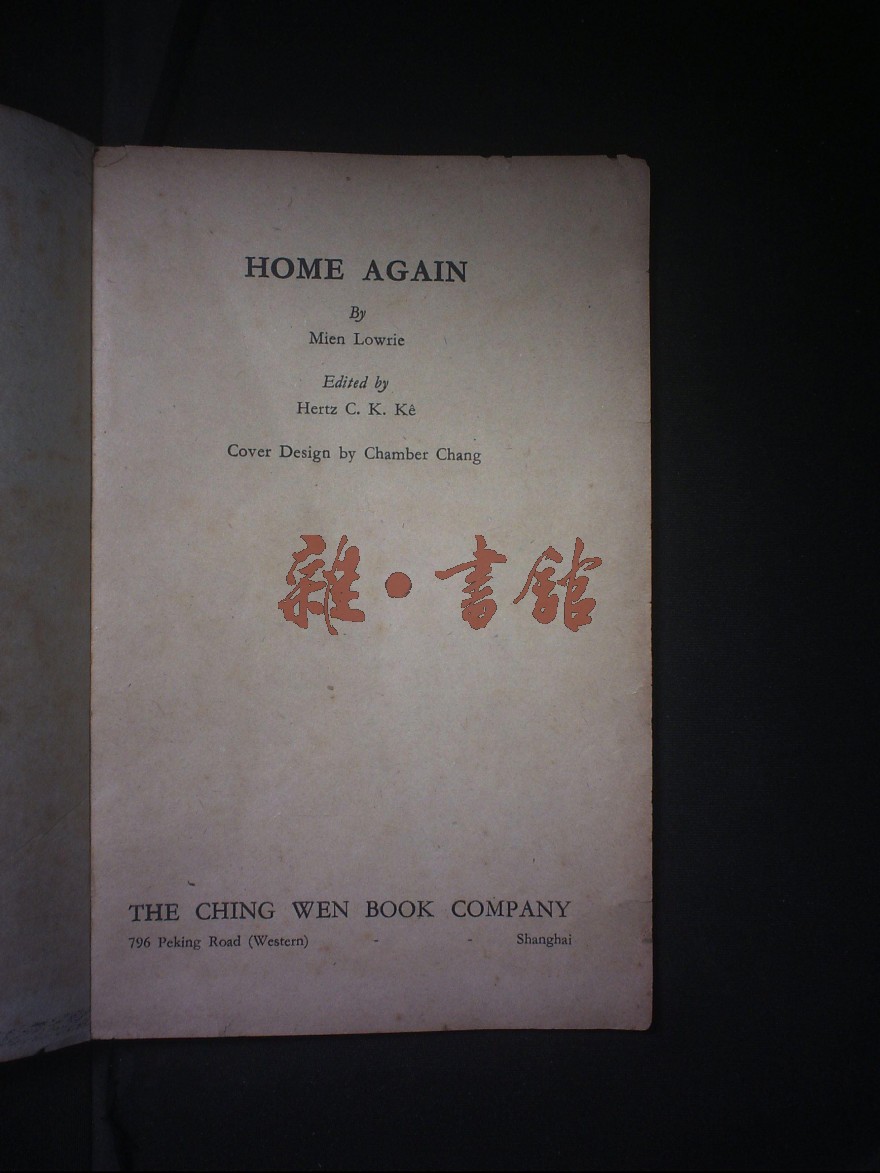 HOME AGAIN
By
Mien Lowrie
Edited by
Hertz C. K. Kê
Cover Design by Chamber Chang
雜·書館
THE CHING WEN BOOK COMPANY
796 Peking Road (Western) - - Shanghai